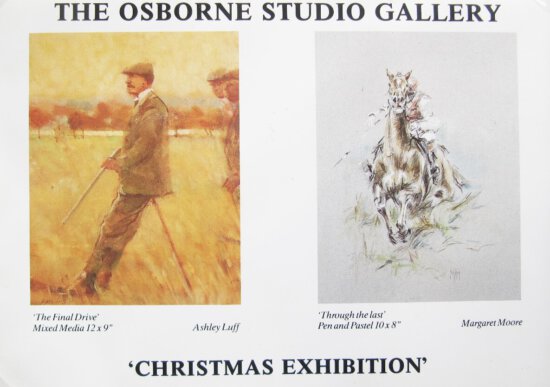 THE OSBORNE STUDIO GALLERY
'The Final Drive'
Mixed Media 12 x 9"
Ashley Luff
'Through the last'
Pen and Pastel 10 x 8"
Margaret Moore
'CHRISTMAS EXHIBITION'